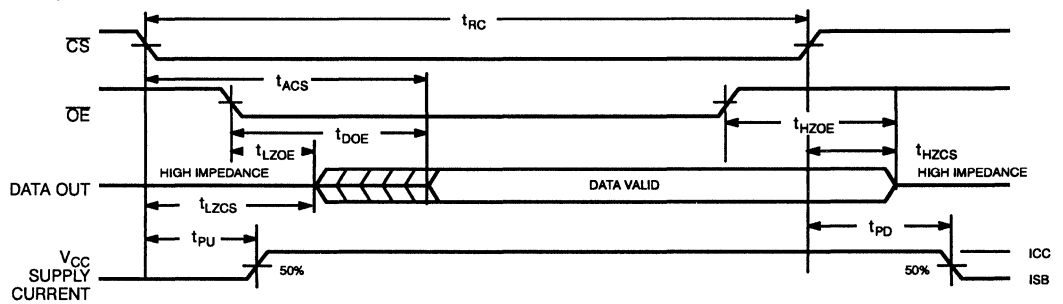 tRC
CS
tACS
OE
tDOE
tHZOE
tLZOE
tHZCS
HIGH IMPEDANCE
HIGH IMPEDANCE
DATA OUT
DATA VALID
tLZCS
tPU
tPD
VCC
SUPPLY
CURRENT
50%
50%
ICC
ISB